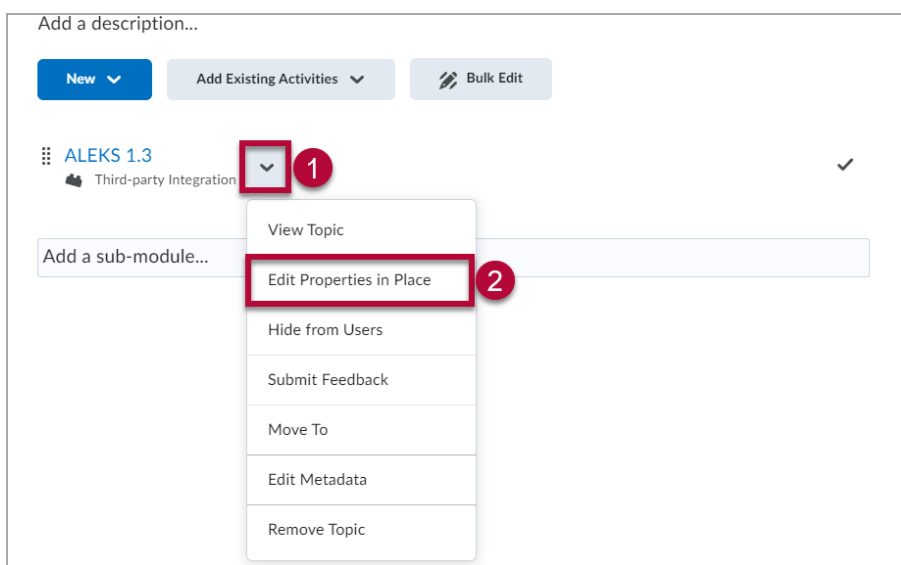 Add a description...
New Add Existing Activities Bulk Edit
ALEKS 1.3
1
Third-party Integration
View Topic
Add a sub-module...
Edit Properties in Place
2
Hide from Users
Submit Feedback
Move To
Edit Metadata
Remove Topic